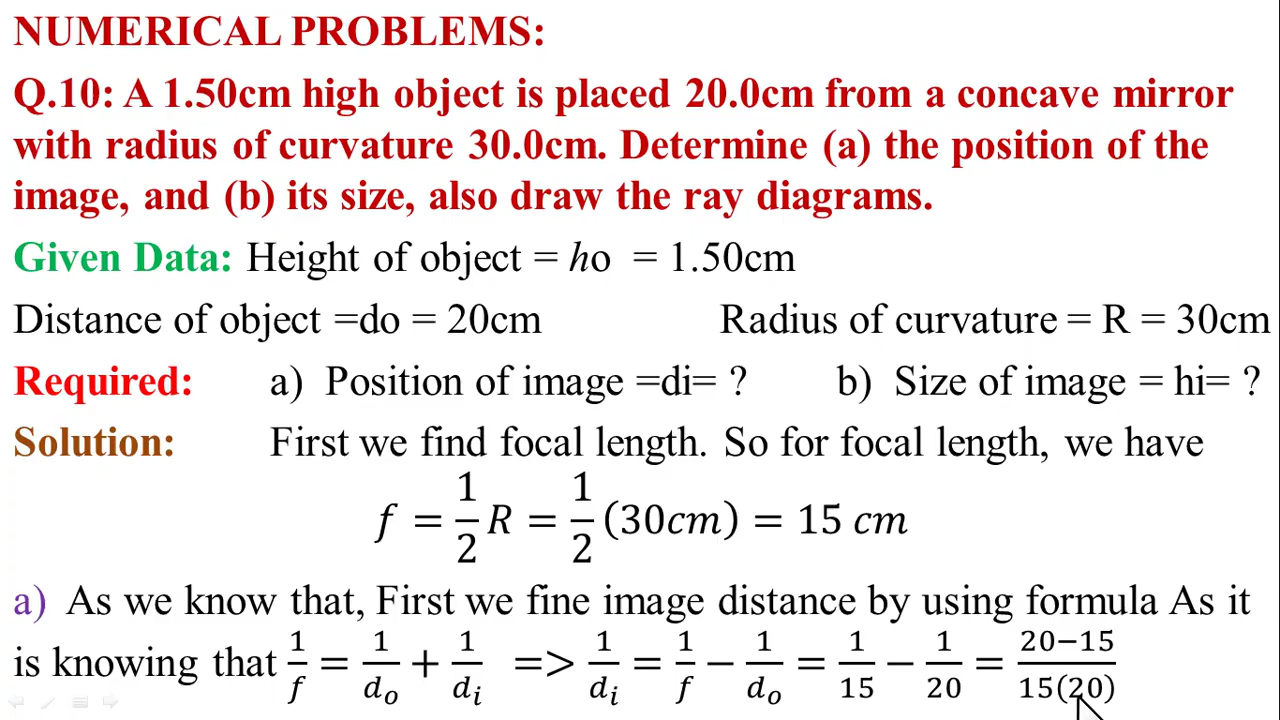 NUMERICAL PROBLEMS:
Q.10: A 1.50cm high object is placed 20.0cm from a concave mirror
with radius of curvature 30.0cm. Determine (a) the position of the
image, and (b) its size, also draw the ray diagrams.
Given Data: Height of object = ho = 1.50cm
Distance of object =do = 20cm Radius of curvature = R = 30cm
Required: a) Position of image =di= ? b) Size of image = hi= ?
Solution: First we find focal length. So for focal length, we have
f = 1/2 R = 1/2 (30cm) = 15 cm
a) As we know that, First we fine image distance by using formula As it
is knowing that 1/f = 1/d₀ + 1/dᵢ => 1/dᵢ = 1/f − 1/d₀ = 1/15 − 1/20 = 20−15/15(20)